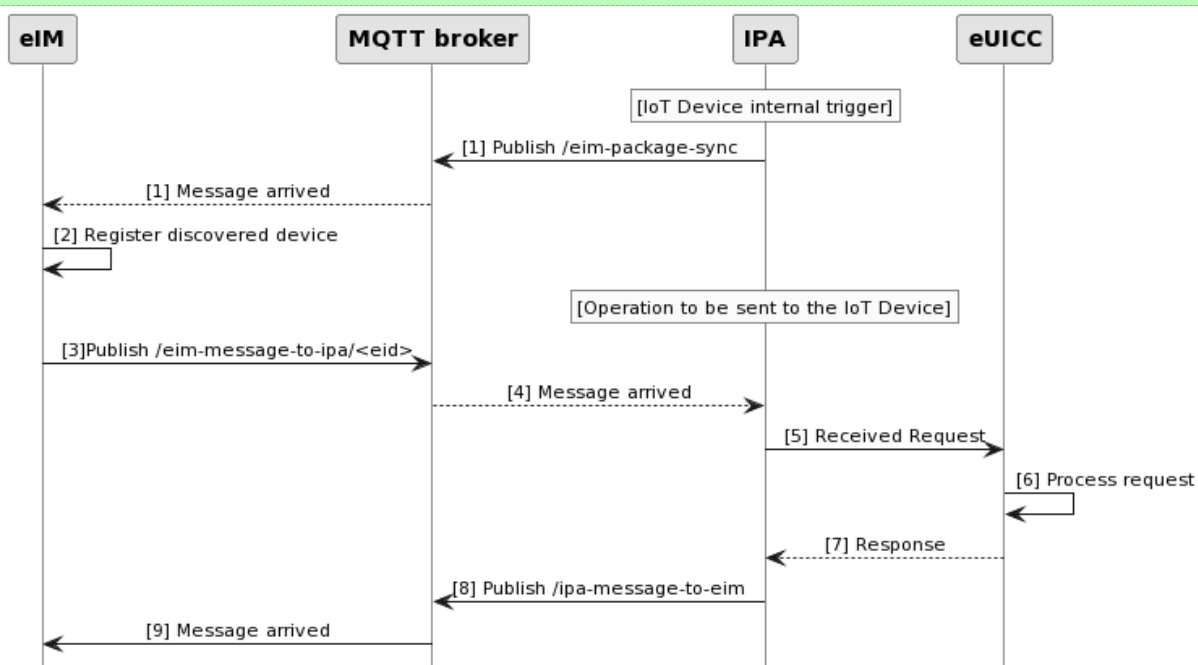 eIM
MQTT broker
IPA
eUICC
[IoT Device internal trigger]
[1] Publish /eim-package-sync
[1] Message arrived
[2] Register discovered device
[Operation to be sent to the IoT Device]
[3]Publish /eim-message-to-ipa/<eid>
[4] Message arrived
[5] Received Request
[6] Process request
[7] Response
[8] Publish /ipa-message-to-eim
[9] Message arrived